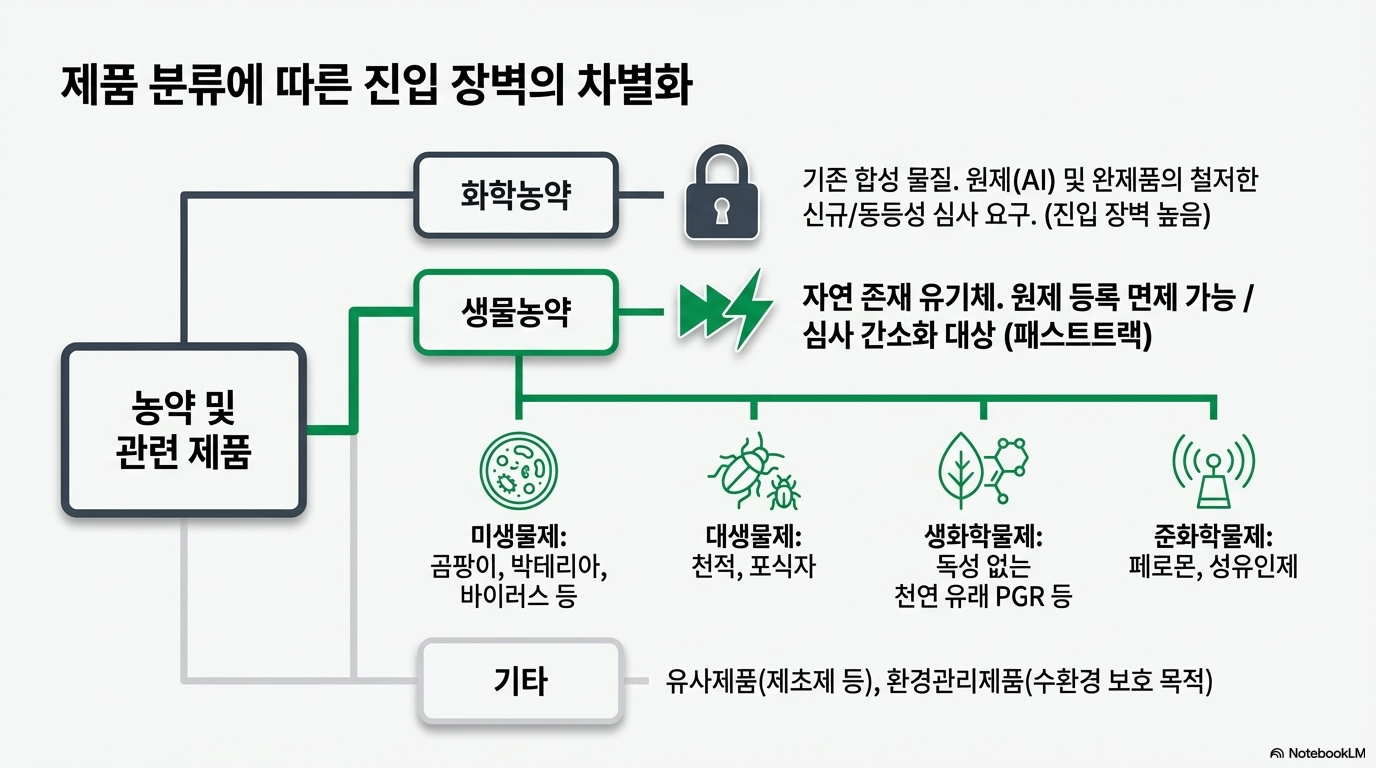 제품 분류에 따른 진입 장벽의 차별화
화학농약
기존 합성 물질. 원제(AI) 및 완제품의 철저한
신규/동등성 심사 요구. (진입 장벽 높음)
생물농약
자연 존재 유기체. 원제 등록 면제 가능 /
심사 간소화 대상 (패스트트랙)
농약 및
관련 제품
미생물제:
곰팡이, 박테리아,
바이러스 등
대생물제:
천적, 포식자
생화학물제:
독성 없는
천연 유래 PGR 등
준화학물제:
페로몬, 성유인제
기타
유사제품(제초제 등), 환경관리제품(수환경 보호 목적)
NotebookLM